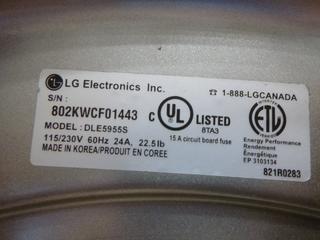 LG Electronics Inc.
☎ 1-888-LGCANADA
S/N :
802KWCF01443
C UL LISTED
8TA3
MODEL : DLE5955S
15 A circuit board fuse
115/230V 60Hz 24A, 22.5lb
MADE IN KOREA/PRODUIT EN COREE
ETL
Energy Performance
Rendement
Énergétique
EP 3103134
821R0283